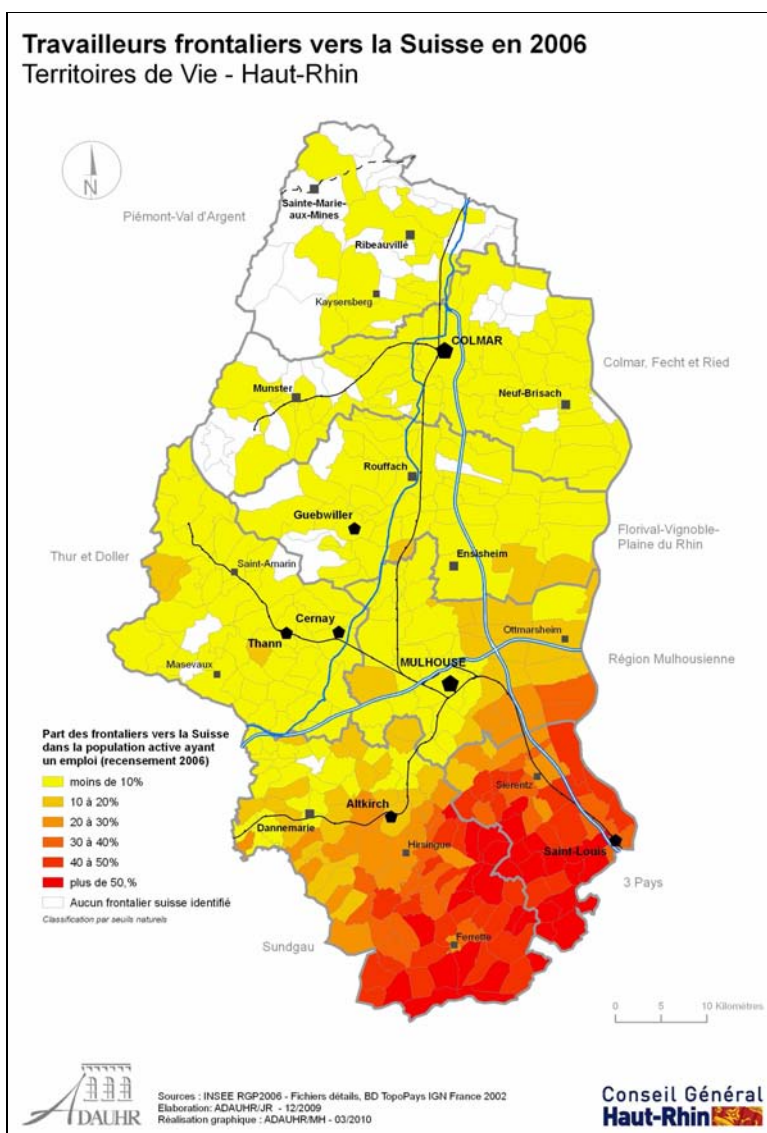 Travailleurs frontaliers vers la Suisse en 2006
Territoires de Vie - Haut-Rhin
N
Piémont-Val d'Argent
Sainte-Marie-
aux-Mines
Ribeauvillé
Kaysersberg
COLMAR
Colmar, Fecht et Ried
Munster
Neuf-Brisach
Rouffach
Guebwiller
Florival-Vignoble-
Plaine du Rhin
Thur et Doller
Saint-Amarin
Ensisheim
Cernay
Thann
Ottmarsheim
Région Mulhousienne
Masevaux
MULHOUSE
Part des frontaliers vers la Suisse
dans la population active ayant
un emploi (recensement 2006)
moins de 10%
10 à 20%
20 à 30%
30 à 40%
40 à 50%
plus de 50,%
Aucun frontalier suisse identifié
Classification par seuils naturels
Sierentz
Altkirch
Dannemarie
Hirsingue
Saint-Louis
3 Pays
Sundgau
Ferrette
0 5 10 Kilomètres
ADAUHR
Sources : INSEE RGP2006 - Fichiers détails, BD TopoPays IGN France 2002
Elaboration: ADAUHR/JR - 12/2009
Réalisation graphique : ADAUHR/MH - 03/2010
Conseil Général
Haut-Rhin